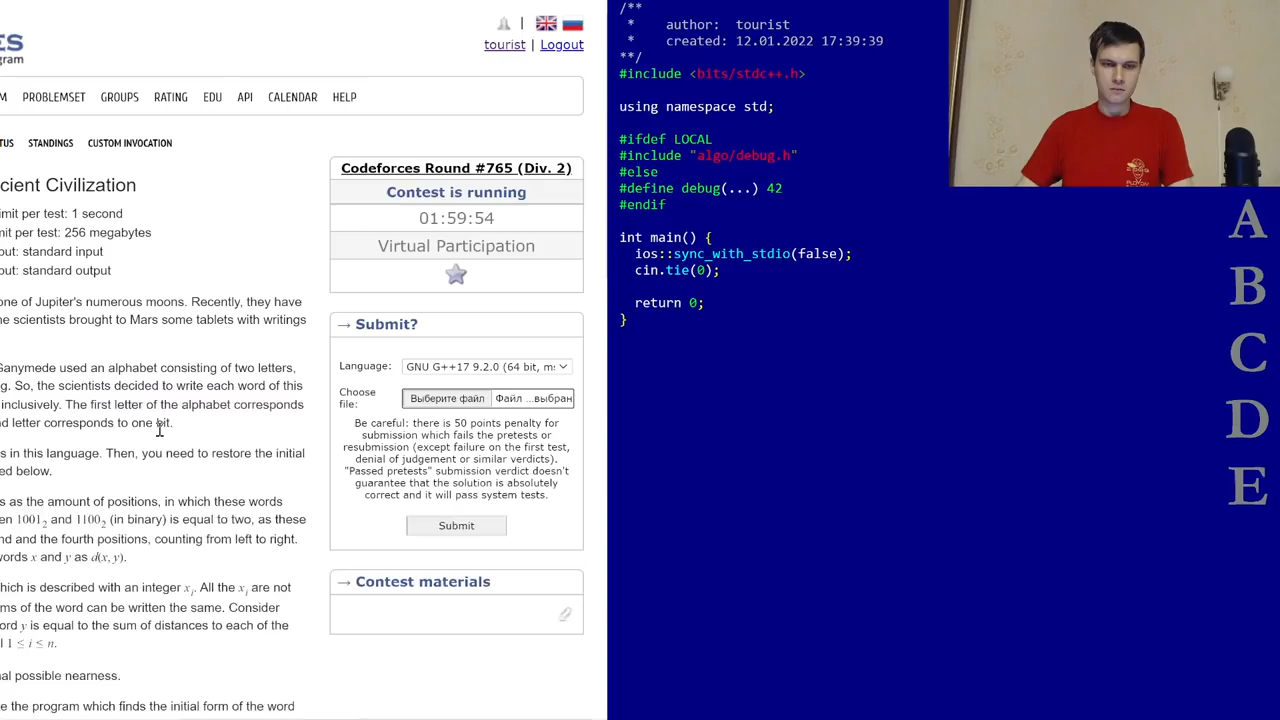 ES
gram
|
tourist | Logout
M PROBLEMSET GROUPS RATING EDU API CALENDAR HELP
TUS STANDINGS CUSTOM INVOCATION
cient Civilization
imit per test: 1 second
mit per test: 256 megabytes
out: standard input
out: standard output
one of Jupiter's numerous moons. Recently, they have
he scientists brought to Mars some tablets with writings
Ganymede used an alphabet consisting of two letters,
g. So, the scientists decided to write each word of this
inclusively. The first letter of the alphabet corresponds
nd letter corresponds to one bit.
s in this language. Then, you need to restore the initial
ed below.
s as the amount of positions, in which these words
en 1001₂ and 1100₂ (in binary) is equal to two, as these
nd and the fourth positions, counting from left to right.
words x and y as d(x, y).
hich is described with an integer xᵢ. All the xᵢ are not
ms of the word can be written the same. Consider
ord y is equal to the sum of distances to each of the
l 1 ≤ i ≤ n.
al possible nearness.
e the program which finds the initial form of the word
Codeforces Round #765 (Div. 2)
Contest is running
01:59:54
Virtual Participation
→ Submit?
Language: GNU G++17 9.2.0 (64 bit, m
Choose file: Выберите файл Файл ...выбран
Be careful: there is 50 points penalty for
submission which fails the pretests or
resubmission (except failure on the first test,
denial of judgement or similar verdicts).
"Passed pretests" submission verdict doesn't
guarantee that the solution is absolutely
correct and it will pass system tests.
Submit
→ Contest materials
/**
 *    author:  tourist
 *    created: 12.01.2022 17:39:39
**/
#include <bits/stdc++.h>
using namespace std;
#ifdef LOCAL
#include "algo/debug.h"
#else
#define debug(...) 42
#endif
int main() {
  ios::sync_with_stdio(false);
  cin.tie(0);
  return 0;
}
A
B
C
D
E